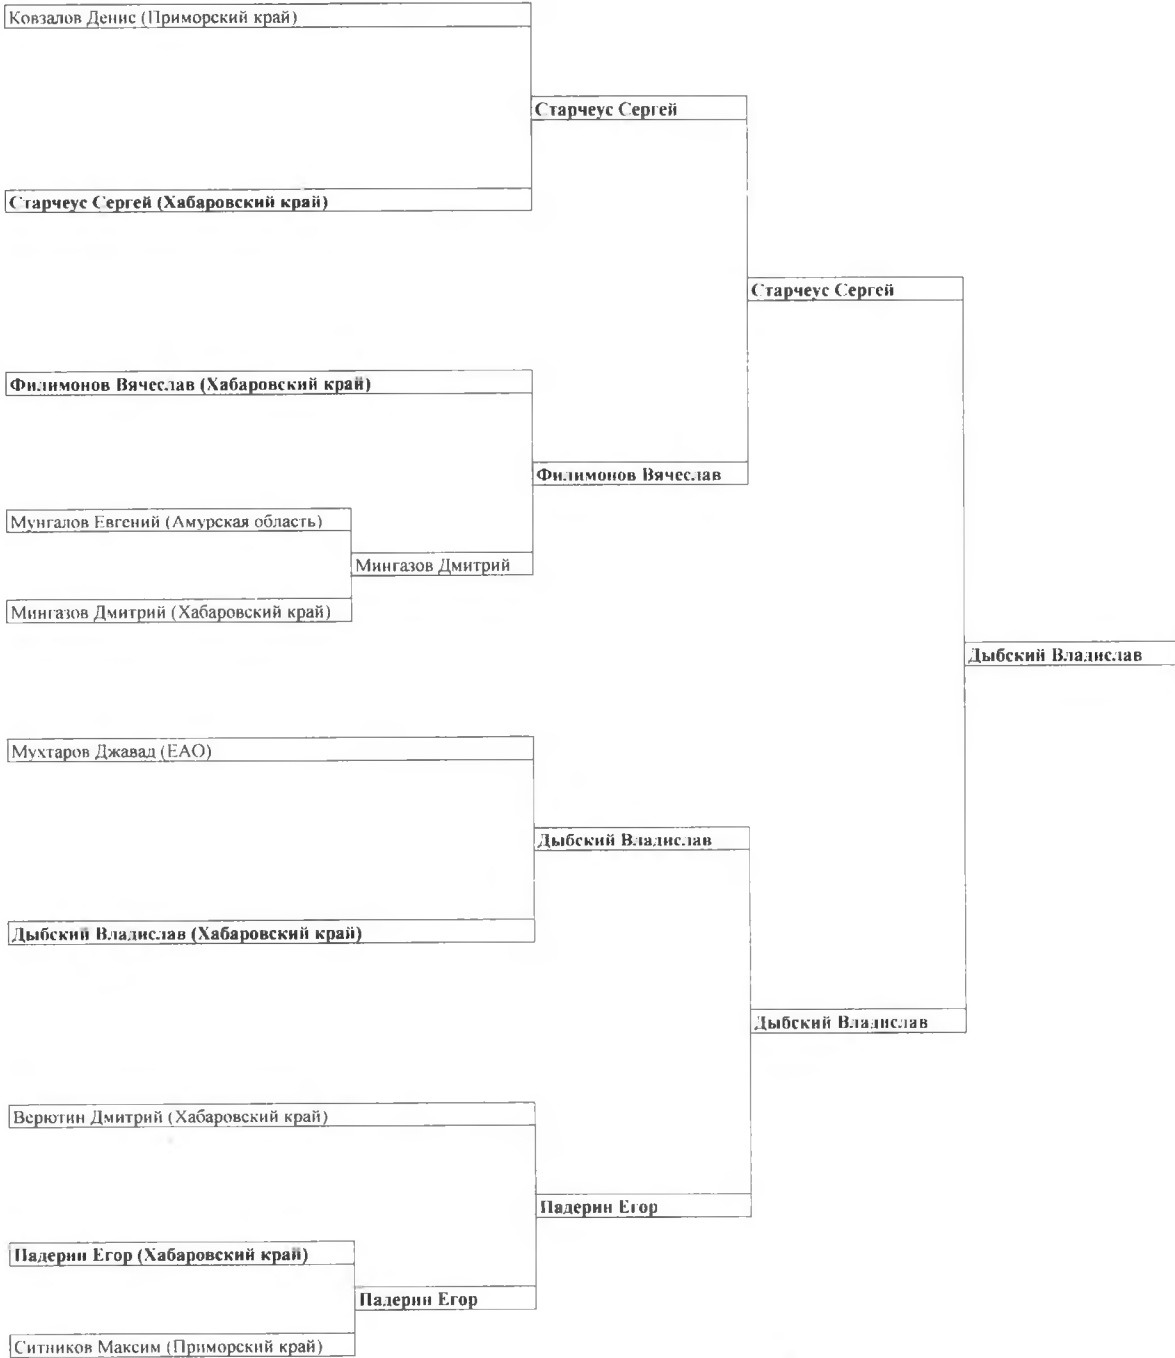 Ковзалов Денис (Приморский край)
Старчеус Сергей
Старчеус Сергей (Хабаровский край)
Старчеус Сергей
Филимонов Вячеслав (Хабаровский край)
Филимонов Вячеслав
Мунгалов Евгений (Амурская область)
Мингазов Дмитрий
Мингазов Дмитрий (Хабаровский край)
Дыбский Владислав
Мухтаров Джавад (ЕАО)
Дыбский Владислав
Дыбский Владислав (Хабаровский край)
Дыбский Владислав
Верютин Дмитрий (Хабаровский край)
Падерин Егор
Падерин Егор (Хабаровский край)
Падерин Егор
Ситников Максим (Приморский край)